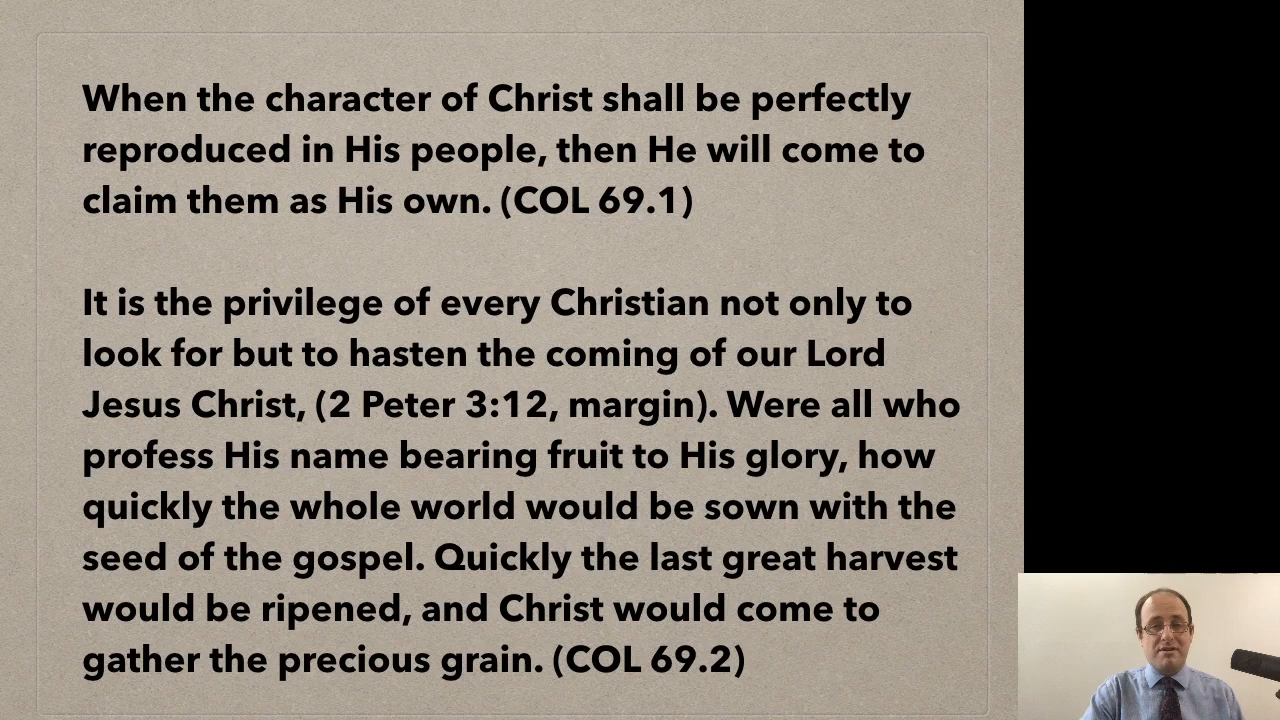 When the character of Christ shall be perfectly
reproduced in His people, then He will come to
claim them as His own. (COL 69.1)
It is the privilege of every Christian not only to
look for but to hasten the coming of our Lord
Jesus Christ, (2 Peter 3:12, margin). Were all who
profess His name bearing fruit to His glory, how
quickly the whole world would be sown with the
seed of the gospel. Quickly the last great harvest
would be ripened, and Christ would come to
gather the precious grain. (COL 69.2)